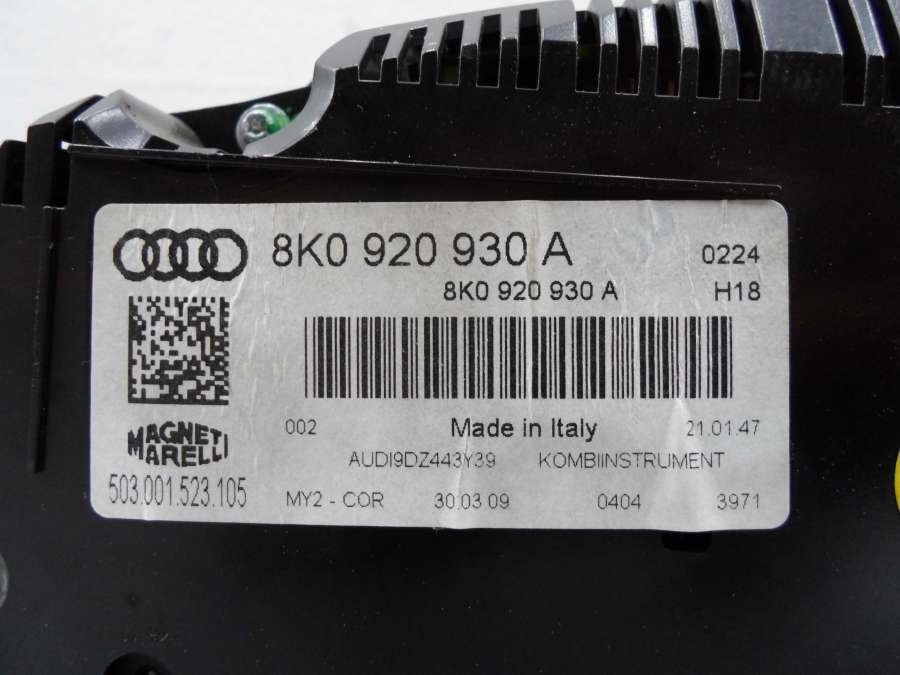 8K0 920 930 A 0224
8K0 920 930 A H18
002 Made in Italy 21.01.47
MAGNETI
MARELLI
AUDI9DZ443Y39 KOMBIINSTRUMENT
503.001.523.105 MY2 - COR 30.03.09 0404 3971